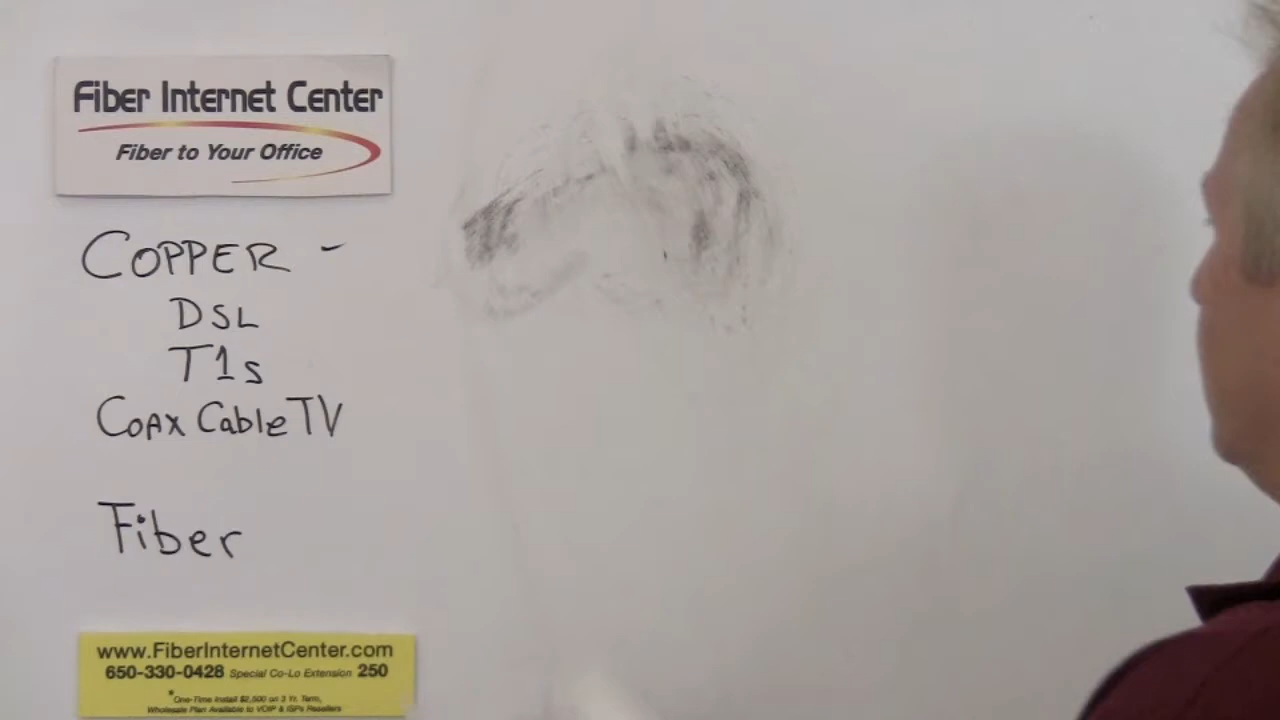 Fiber Internet Center
Fiber to Your Office
COPPER -
DSL
T1s
COAX Cable TV
Fiber
www.FiberInternetCenter.com
650-330-0428 Special Co-Lo Extension 250
*One-Time Install $2,500 on 3 Yr. Term,
Wholesale Plan Available to VOIP & ISPs Resellers